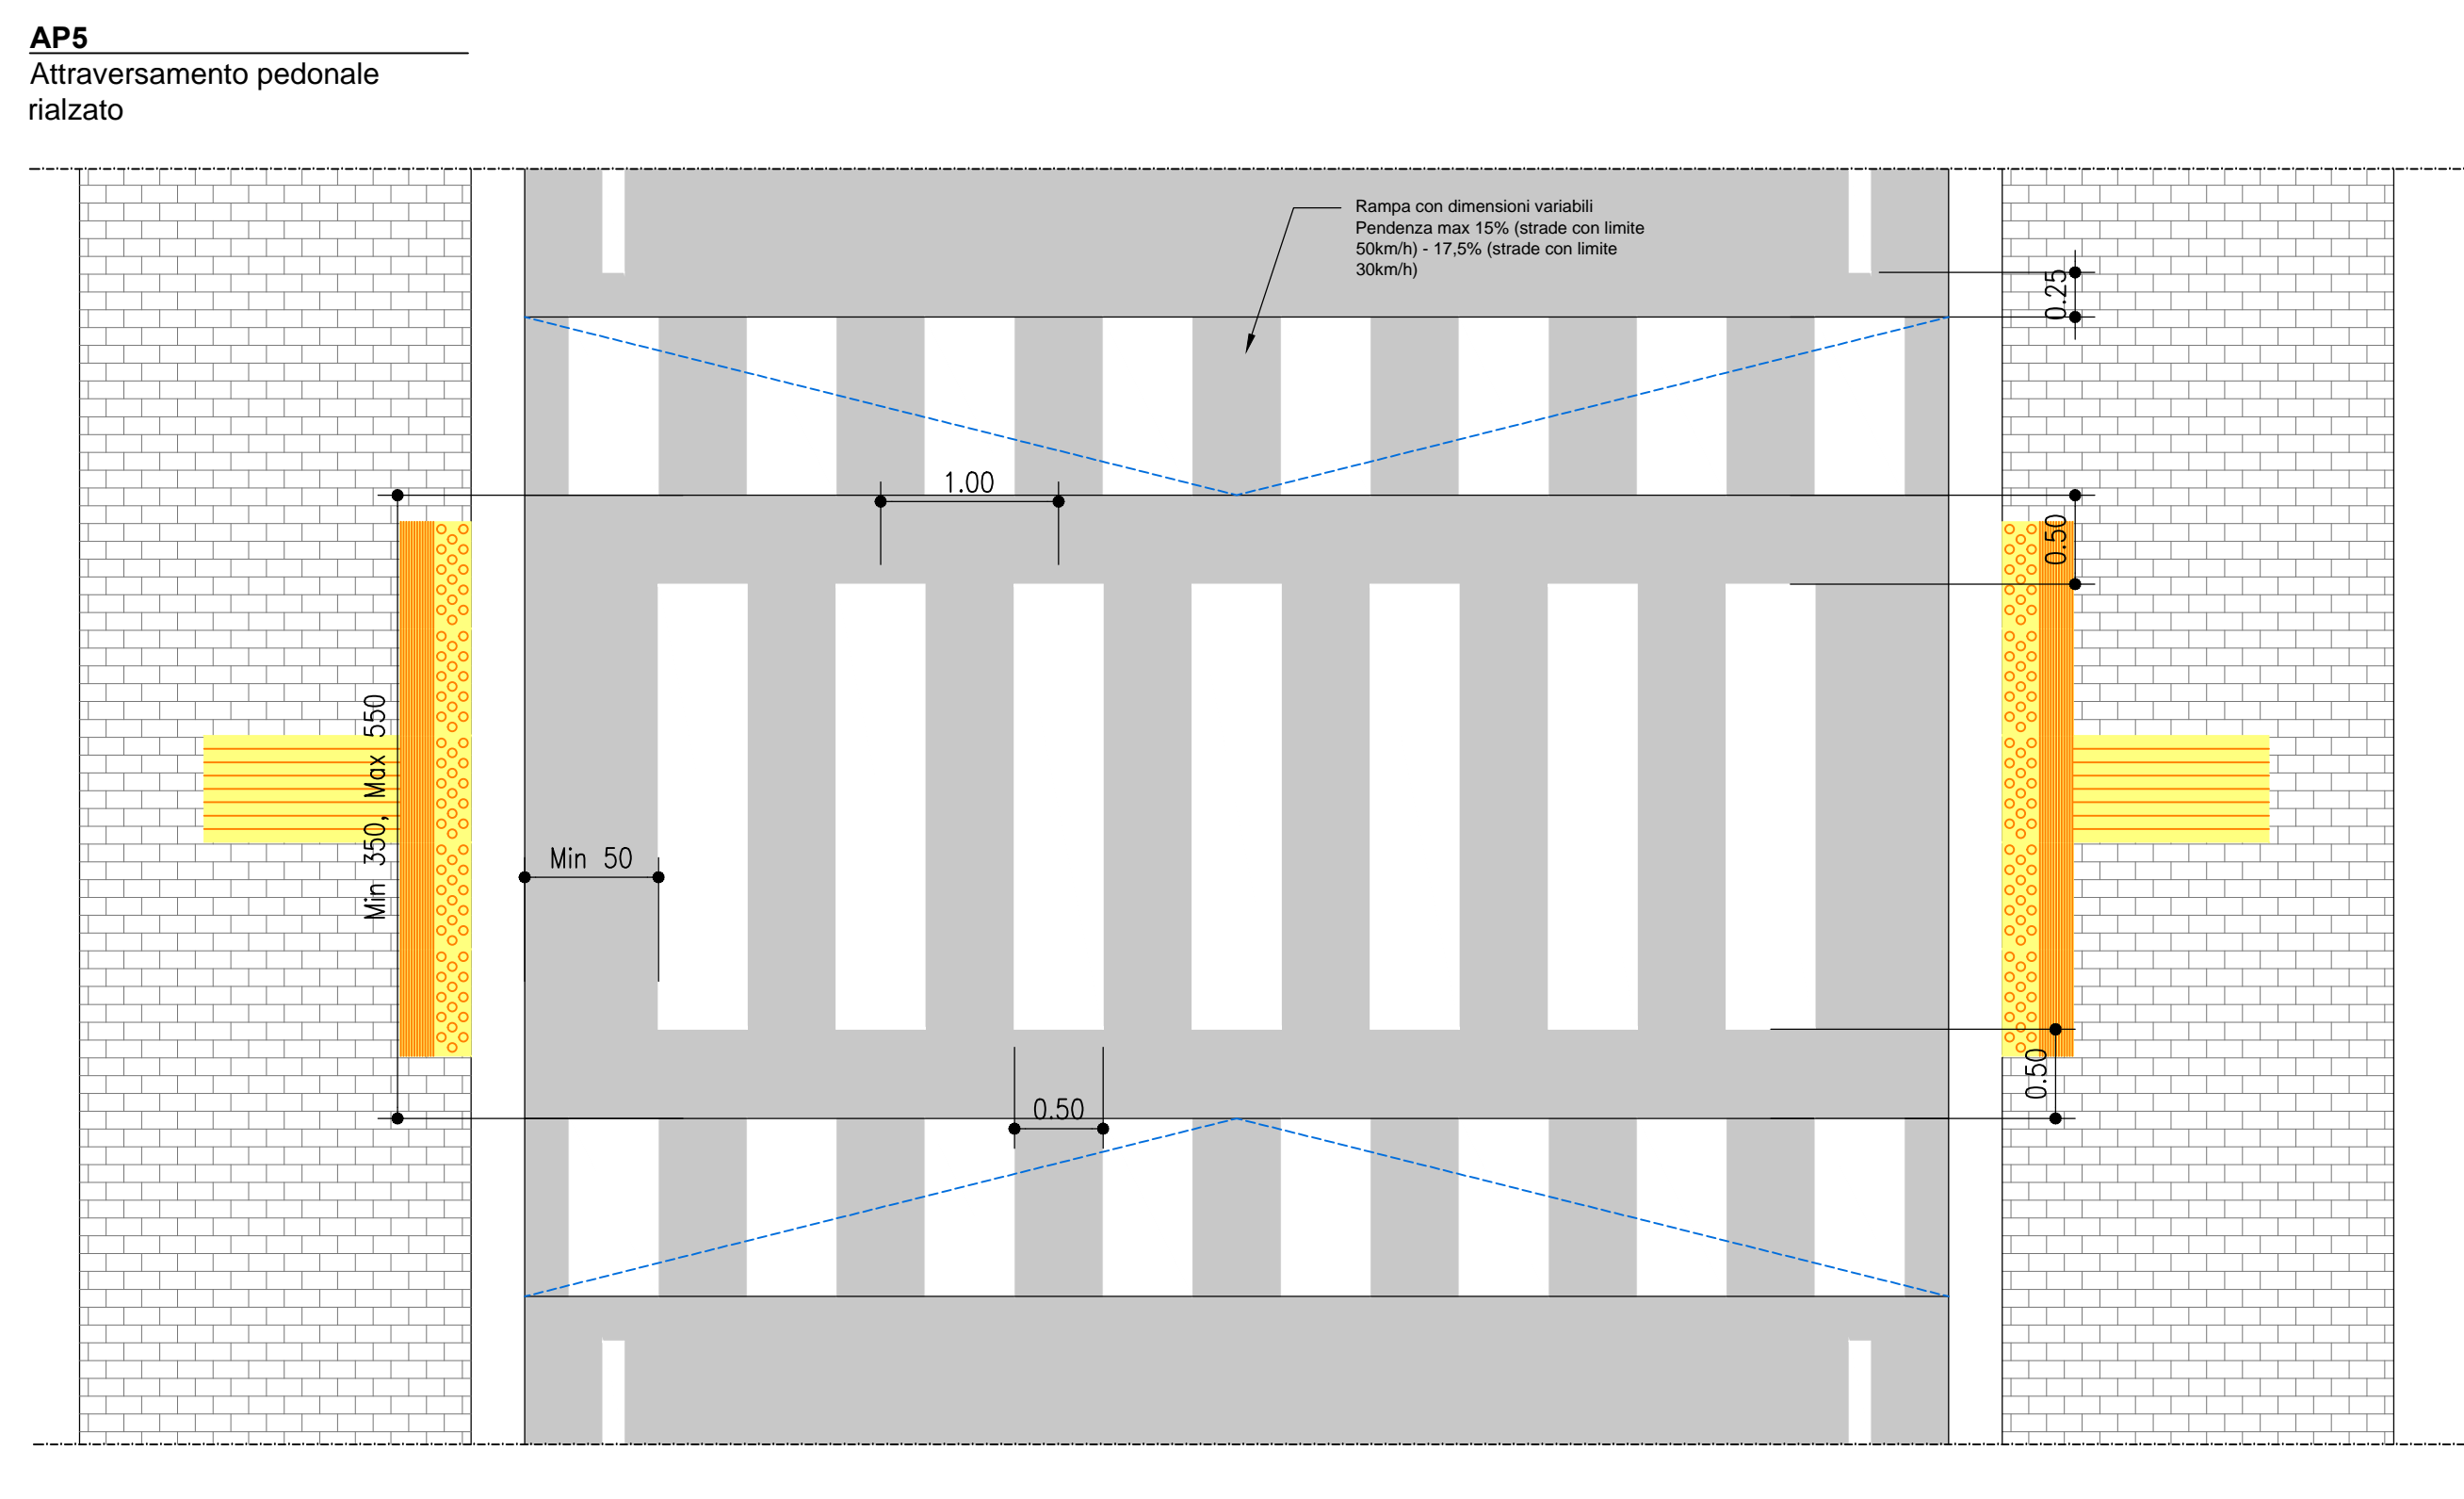 AP5
Attraversamento pedonale
rialzato
Rampa con dimensioni variabili
Pendenza max 15% (strade con limite
50km/h) - 17,5% (strade con limite
30km/h)
0.25
1.00
0.50
Min 350, Max 550
Min 50
0.50
0.50